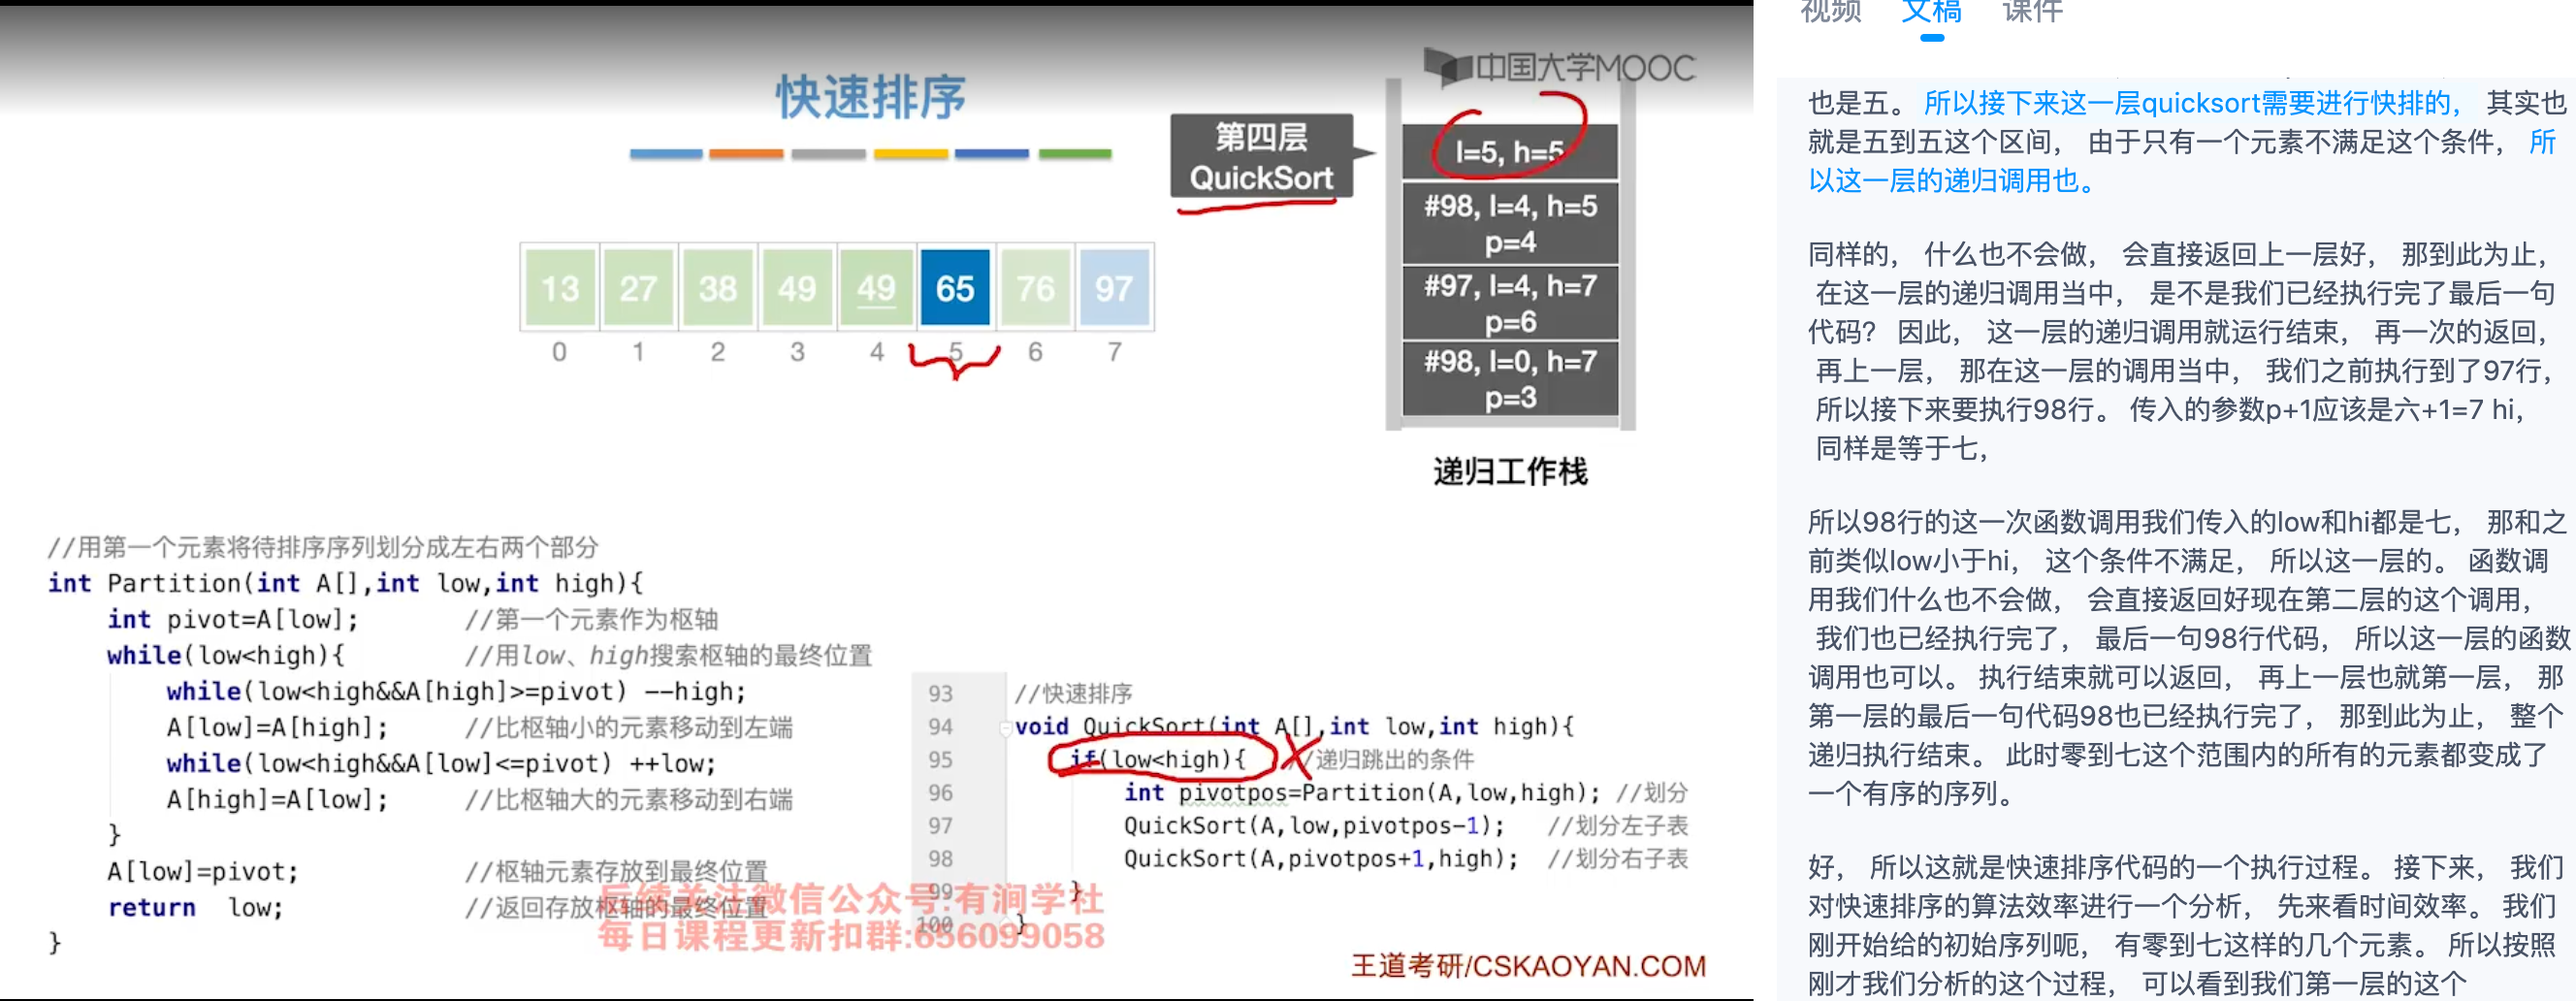 中国大学MOOC
快速排序
第四层
QuickSort
l=5, h=5
#98, l=4, h=5
p=4
#97, l=4, h=7
p=6
#98, l=0, h=7
p=3
递归工作栈
13 27 38 49 49 65 76 97
0 1 2 3 4 5 6 7
//用第一个元素将待排序序列划分成左右两个部分
int Partition(int A[],int low,int high){
int pivot=A[low]; //第一个元素作为枢轴
while(low<high){ //用low、high搜索枢轴的最终位置
while(low<high&&A[high]>=pivot) --high;
A[low]=A[high]; //比枢轴小的元素移动到左端
while(low<high&&A[low]<=pivot) ++low;
A[high]=A[low]; //比枢轴大的元素移动到右端
}
A[low]=pivot; //枢轴元素存放到最终位置
return low; //返回存放枢轴的最终位置
}
93 //快速排序
94 void QuickSort(int A[],int low,int high){
95 if(low<high){ //递归跳出的条件
96 int pivotpos=Partition(A,low,high); //划分
97 QuickSort(A,low,pivotpos-1); //划分左子表
98 QuickSort(A,pivotpos+1,high); //划分右子表
99 }
100 }
后续关注微信公众号:有涧学社
每日课程更新扣群:656099058
王道考研/CSKAOYAN.COM
视频 文稿 课件
也是五。 所以接下来这一层quicksort需要进行快排的， 其实也
就是五到五这个区间， 由于只有一个元素不满足这个条件， 所
以这一层的递归调用也。
同样的， 什么也不会做， 会直接返回上一层好， 那到此为止，
在这一层的递归调用当中， 是不是我们已经执行完了最后一句
代码? 因此， 这一层的递归调用就运行结束， 再一次的返回，
再上一层， 那在这一层的调用当中， 我们之前执行到了97行，
所以接下来要执行98行。 传入的参数p+1应该是六+1=7 hi，
同样是等于七，
所以98行的这一次函数调用我们传入的low和hi都是七， 那和之
前类似low小于hi， 这个条件不满足， 所以这一层的。 函数调
用我们什么也不会做， 会直接返回好现在第二层的这个调用，
我们也已经执行完了， 最后一句98行代码， 所以这一层的函数
调用也可以。 执行结束就可以返回， 再上一层也就第一层， 那
第一层的最后一句代码98也已经执行完了， 那到此为止， 整个
递归执行结束。 此时零到七这个范围内的所有的元素都变成了
一个有序的序列。
好， 所以这就是快速排序代码的一个执行过程。 接下来， 我们
对快速排序的算法效率进行一个分析， 先来看时间效率。 我们
刚开始给的初始序列呃， 有零到七这样的几个元素。 所以按照
刚才我们分析的这个过程， 可以看到我们第一层的这个